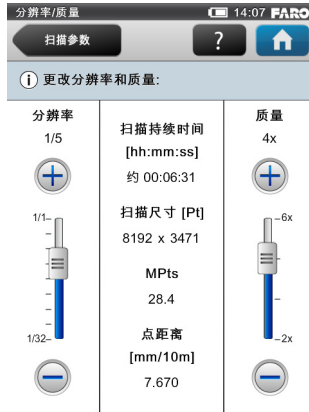 分辨率/质量
14:07 FARO
扫描参数
?
i 更改分辨率和质量:
分辨率
1/5
1/1
1/32
扫描持续时间
[hh:mm:ss]
约 00:06:31
扫描尺寸 [Pt]
8192 x 3471
MPts
28.4
点距离
[mm/10m]
7.670
质量
4x
6x
2x